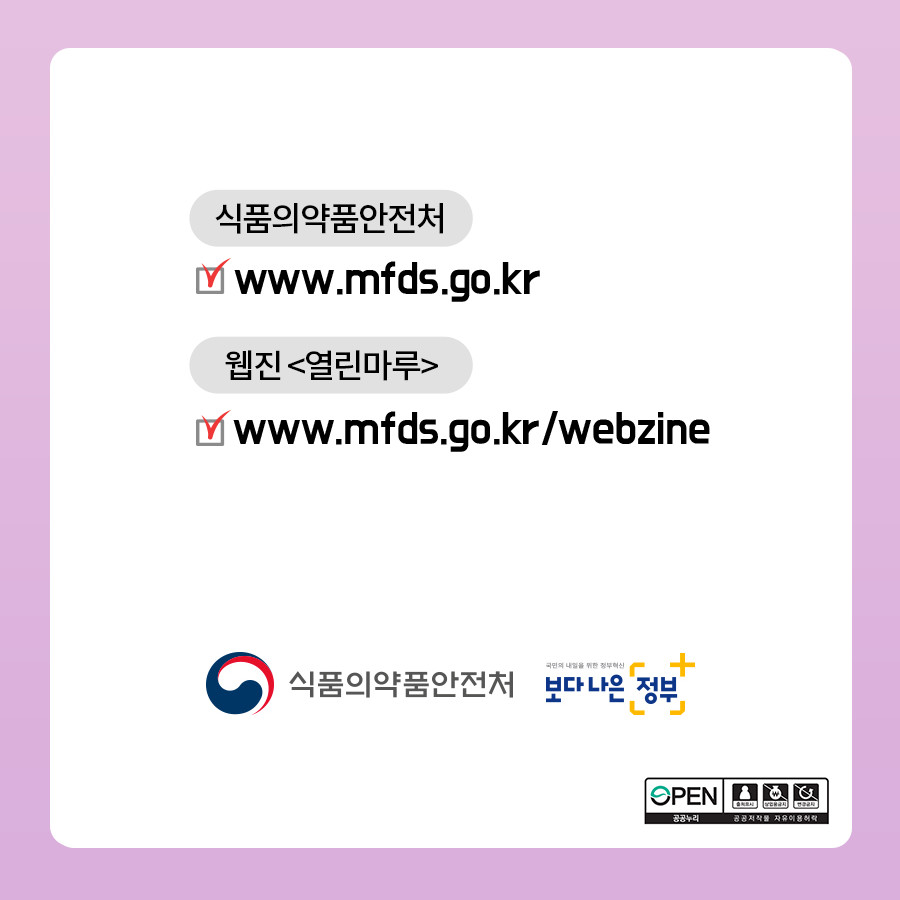 식품의약품안전처
www.mfds.go.kr
웹진 <열린마루>
www.mfds.go.kr/webzine
식품의약품안전처
국민의 내일을 위한 정부혁신
보다 나은 정부
OPEN
출처표시 상업용금지 변경금지
공공누리 공공저작물 자유이용허락